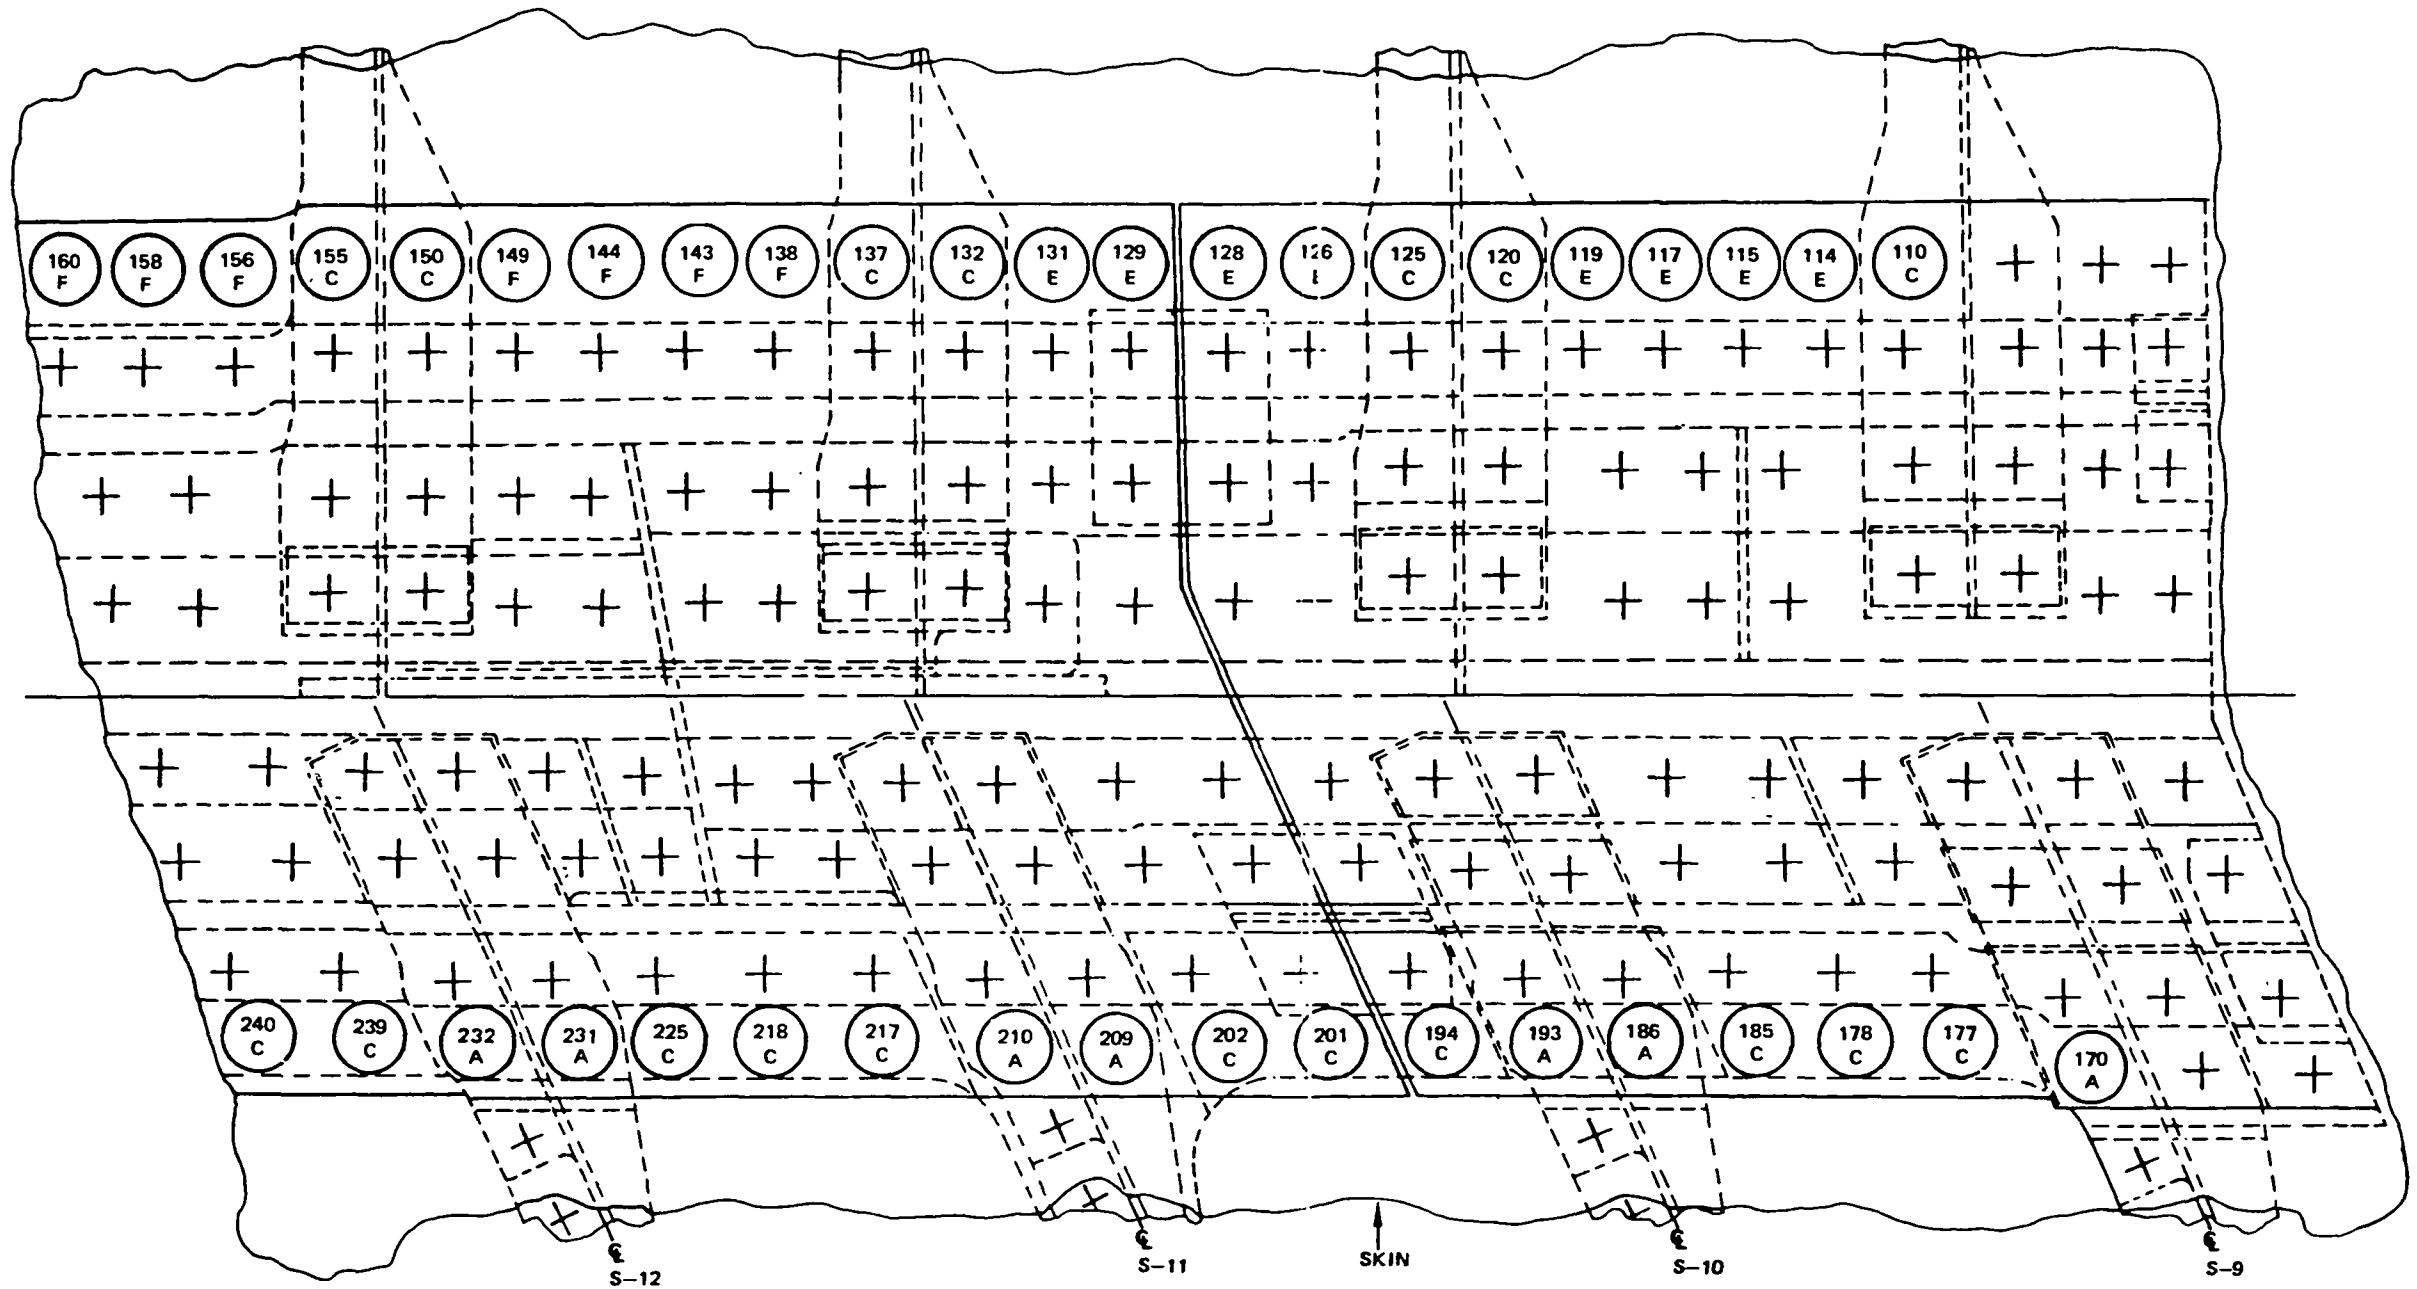 160 158 156 155 150 149 144 143 138 137 132 131 129 128 126 125 120 119 117 115 114 110
F F F C C F F F F C C E E E C C E E E E C
240 239 232 231 225 218 217 210 209 202 201 194 193 186 185 178 177 170
C C A A C C C A A C C C A A C C C A
℄ ℄ SKIN ℄ ℄
S–12 S–11 S–10 S–9